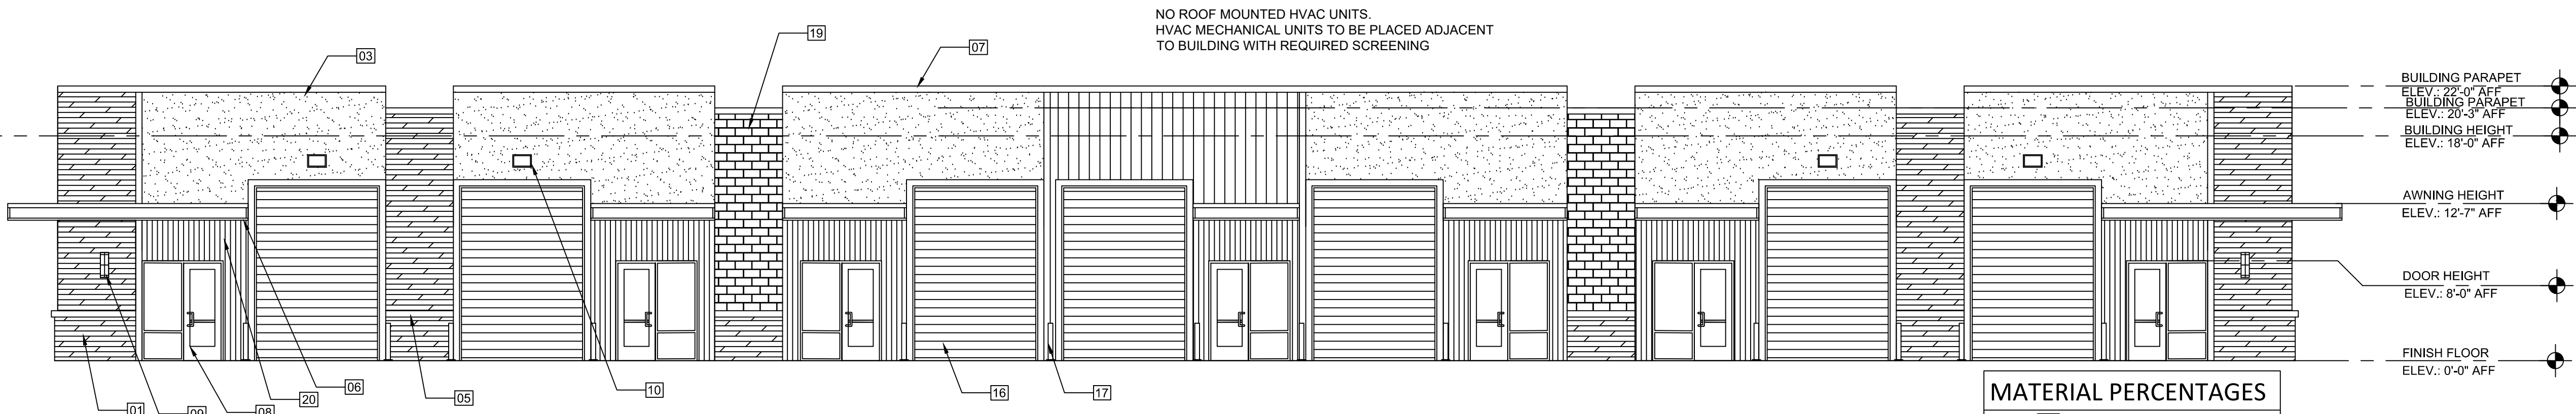 NO ROOF MOUNTED HVAC UNITS.
HVAC MECHANICAL UNITS TO BE PLACED ADJACENT
TO BUILDING WITH REQUIRED SCREENING
19
07
03
BUILDING PARAPET
ELEV.: 22'-0" AFF
BUILDING PARAPET
ELEV.: 20'-3" AFF
BUILDING HEIGHT
ELEV.: 18'-0" AFF
AWNING HEIGHT
ELEV.: 12'-7" AFF
DOOR HEIGHT
ELEV.: 8'-0" AFF
FINISH FLOOR
ELEV.: 0'-0" AFF
06
10
16
17
20
05
01
09
08
MATERIAL PERCENTAGES